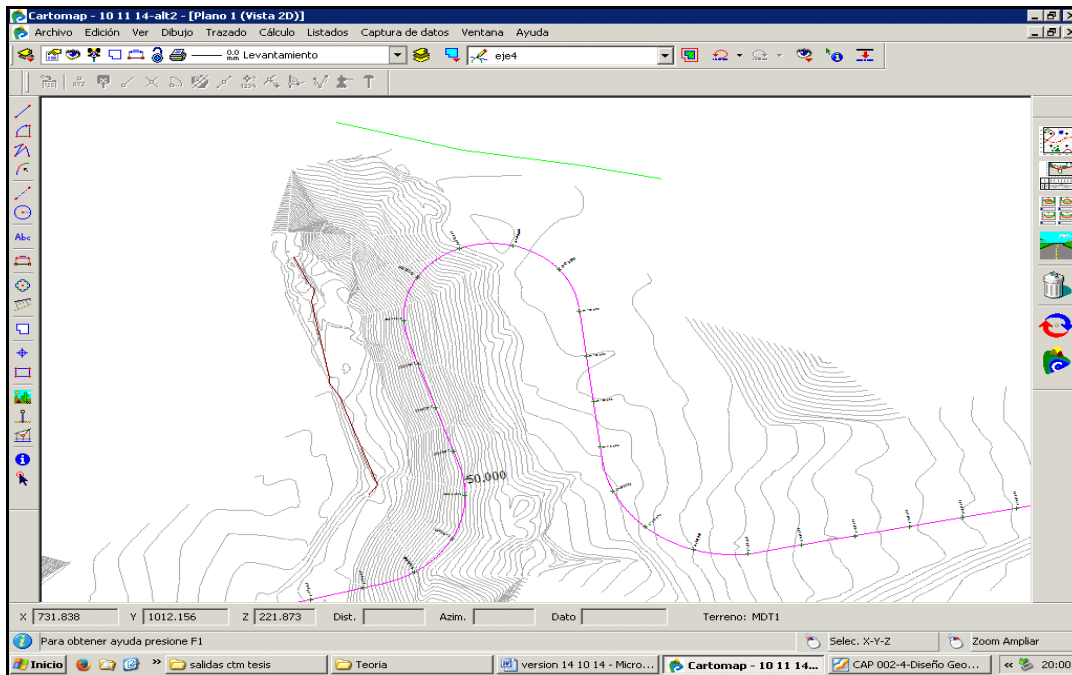 Cartomap - 10 11 14-alt2 - [Plano 1 (Vista 2D)]
Archivo Edición Ver Dibujo Trazado Cálculo Listados Captura de datos Ventana Ayuda
0.0 mm Levantamiento
eje4
Abc
50.000
X 731.838 Y 1012.156 Z 221.873 Dist. Azim. Dato Terreno: MDT1
Para obtener ayuda presione F1 Selec. X-Y-Z Zoom Ampliar
Inicio » salidas ctm tesis Teoria version 14 10 14 - Micro... Cartomap - 10 11 14... CAP 002-4-Diseño Geo... « 20:00